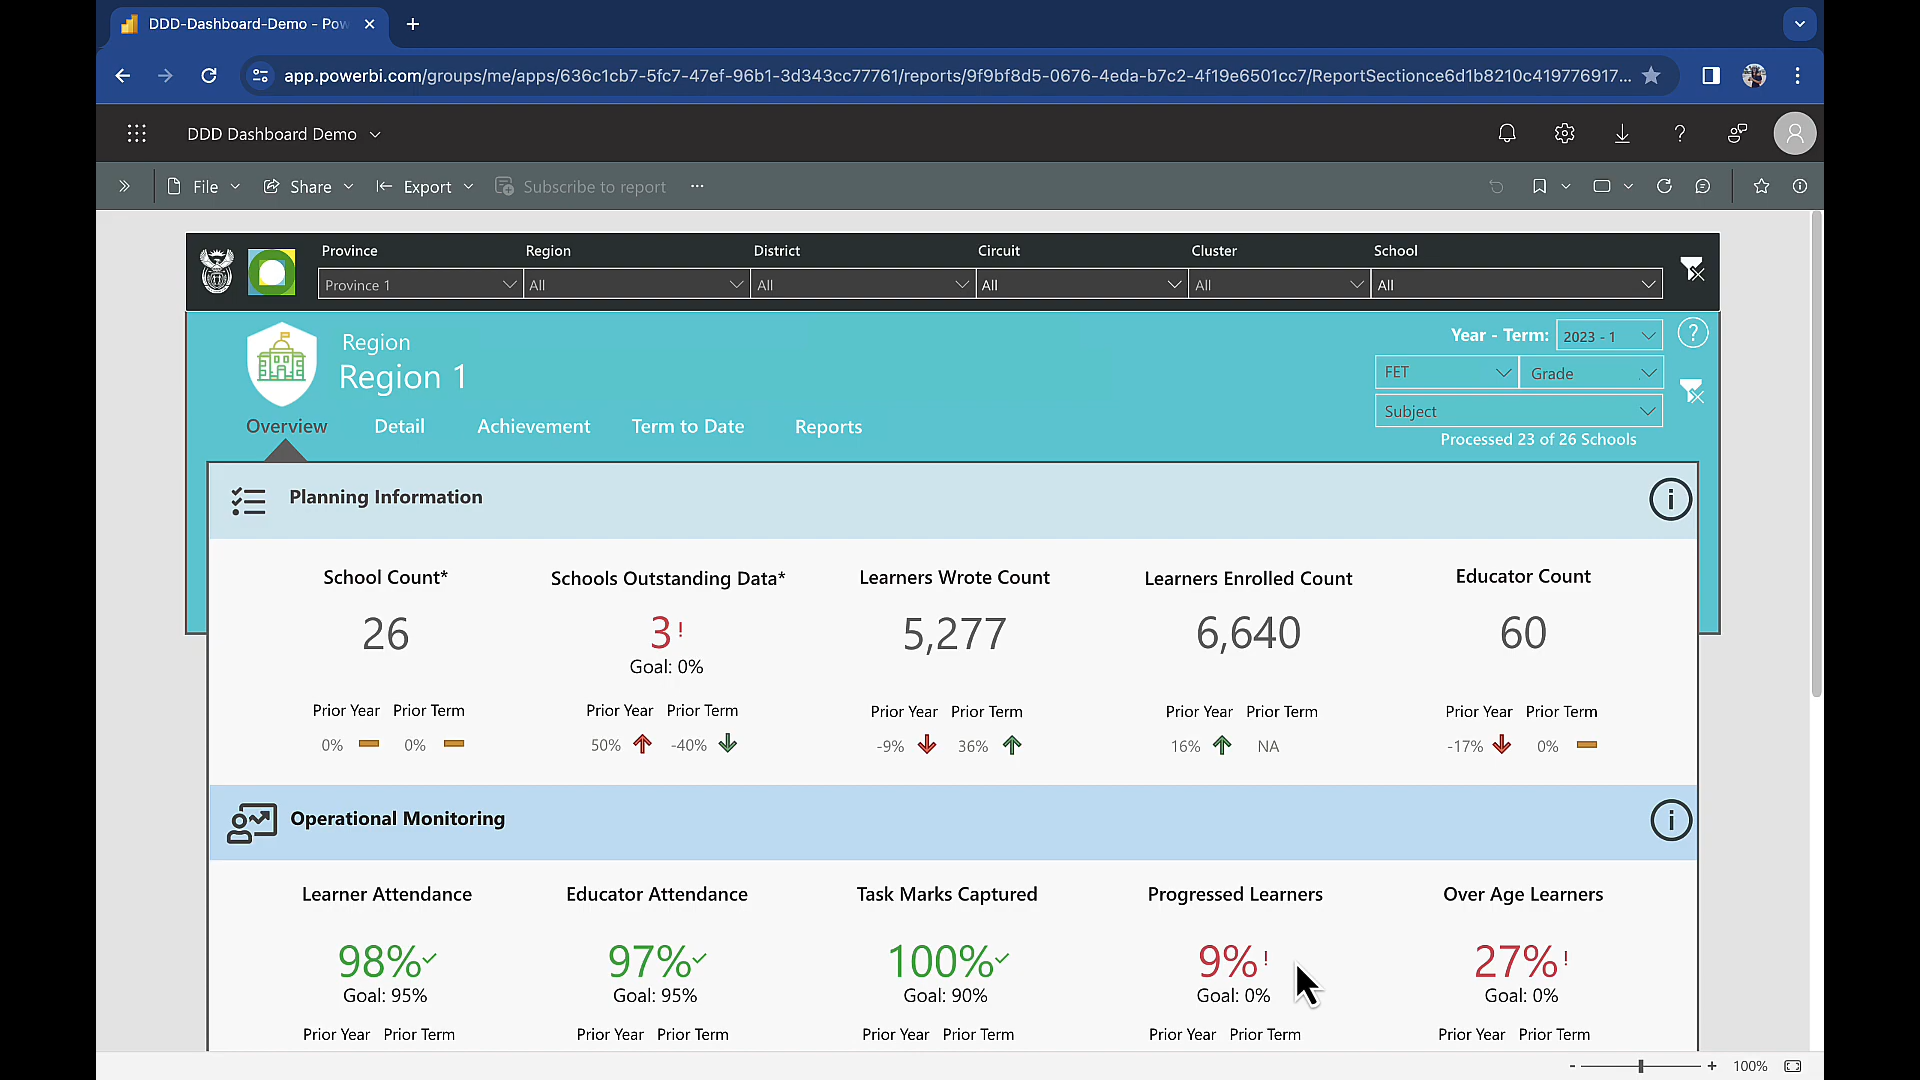 DDD-Dashboard-Demo - Pow
app.powerbi.com/groups/me/apps/636c1cb7-5fc7-47ef-96b1-3d343cc77761/reports/9f9bf8d5-0676-4eda-b7c2-4f19e6501cc7/ReportSectionce6d1b8210c419776917...
DDD Dashboard Demo
File Share Export Subscribe to report ...
Province Region District Circuit Cluster School
Province 1 All All All All All
Region
Region 1
Year - Term: 2023 - 1 ?
FET Grade
Subject
Processed 23 of 26 Schools
Overview Detail Achievement Term to Date Reports
Planning Information i
School Count* Schools Outstanding Data* Learners Wrote Count Learners Enrolled Count Educator Count
26 3! 5,277 6,640 60
Goal: 0%
Prior Year Prior Term Prior Year Prior Term Prior Year Prior Term Prior Year Prior Term Prior Year Prior Term
0% 0% 50% -40% -9% 36% 16% NA -17% 0%
Operational Monitoring i
Learner Attendance Educator Attendance Task Marks Captured Progressed Learners Over Age Learners
98% 97% 100% 9%! 27%!
Goal: 95% Goal: 95% Goal: 90% Goal: 0% Goal: 0%
Prior Year Prior Term Prior Year Prior Term Prior Year Prior Term Prior Year Prior Term Prior Year Prior Term
- + 100%